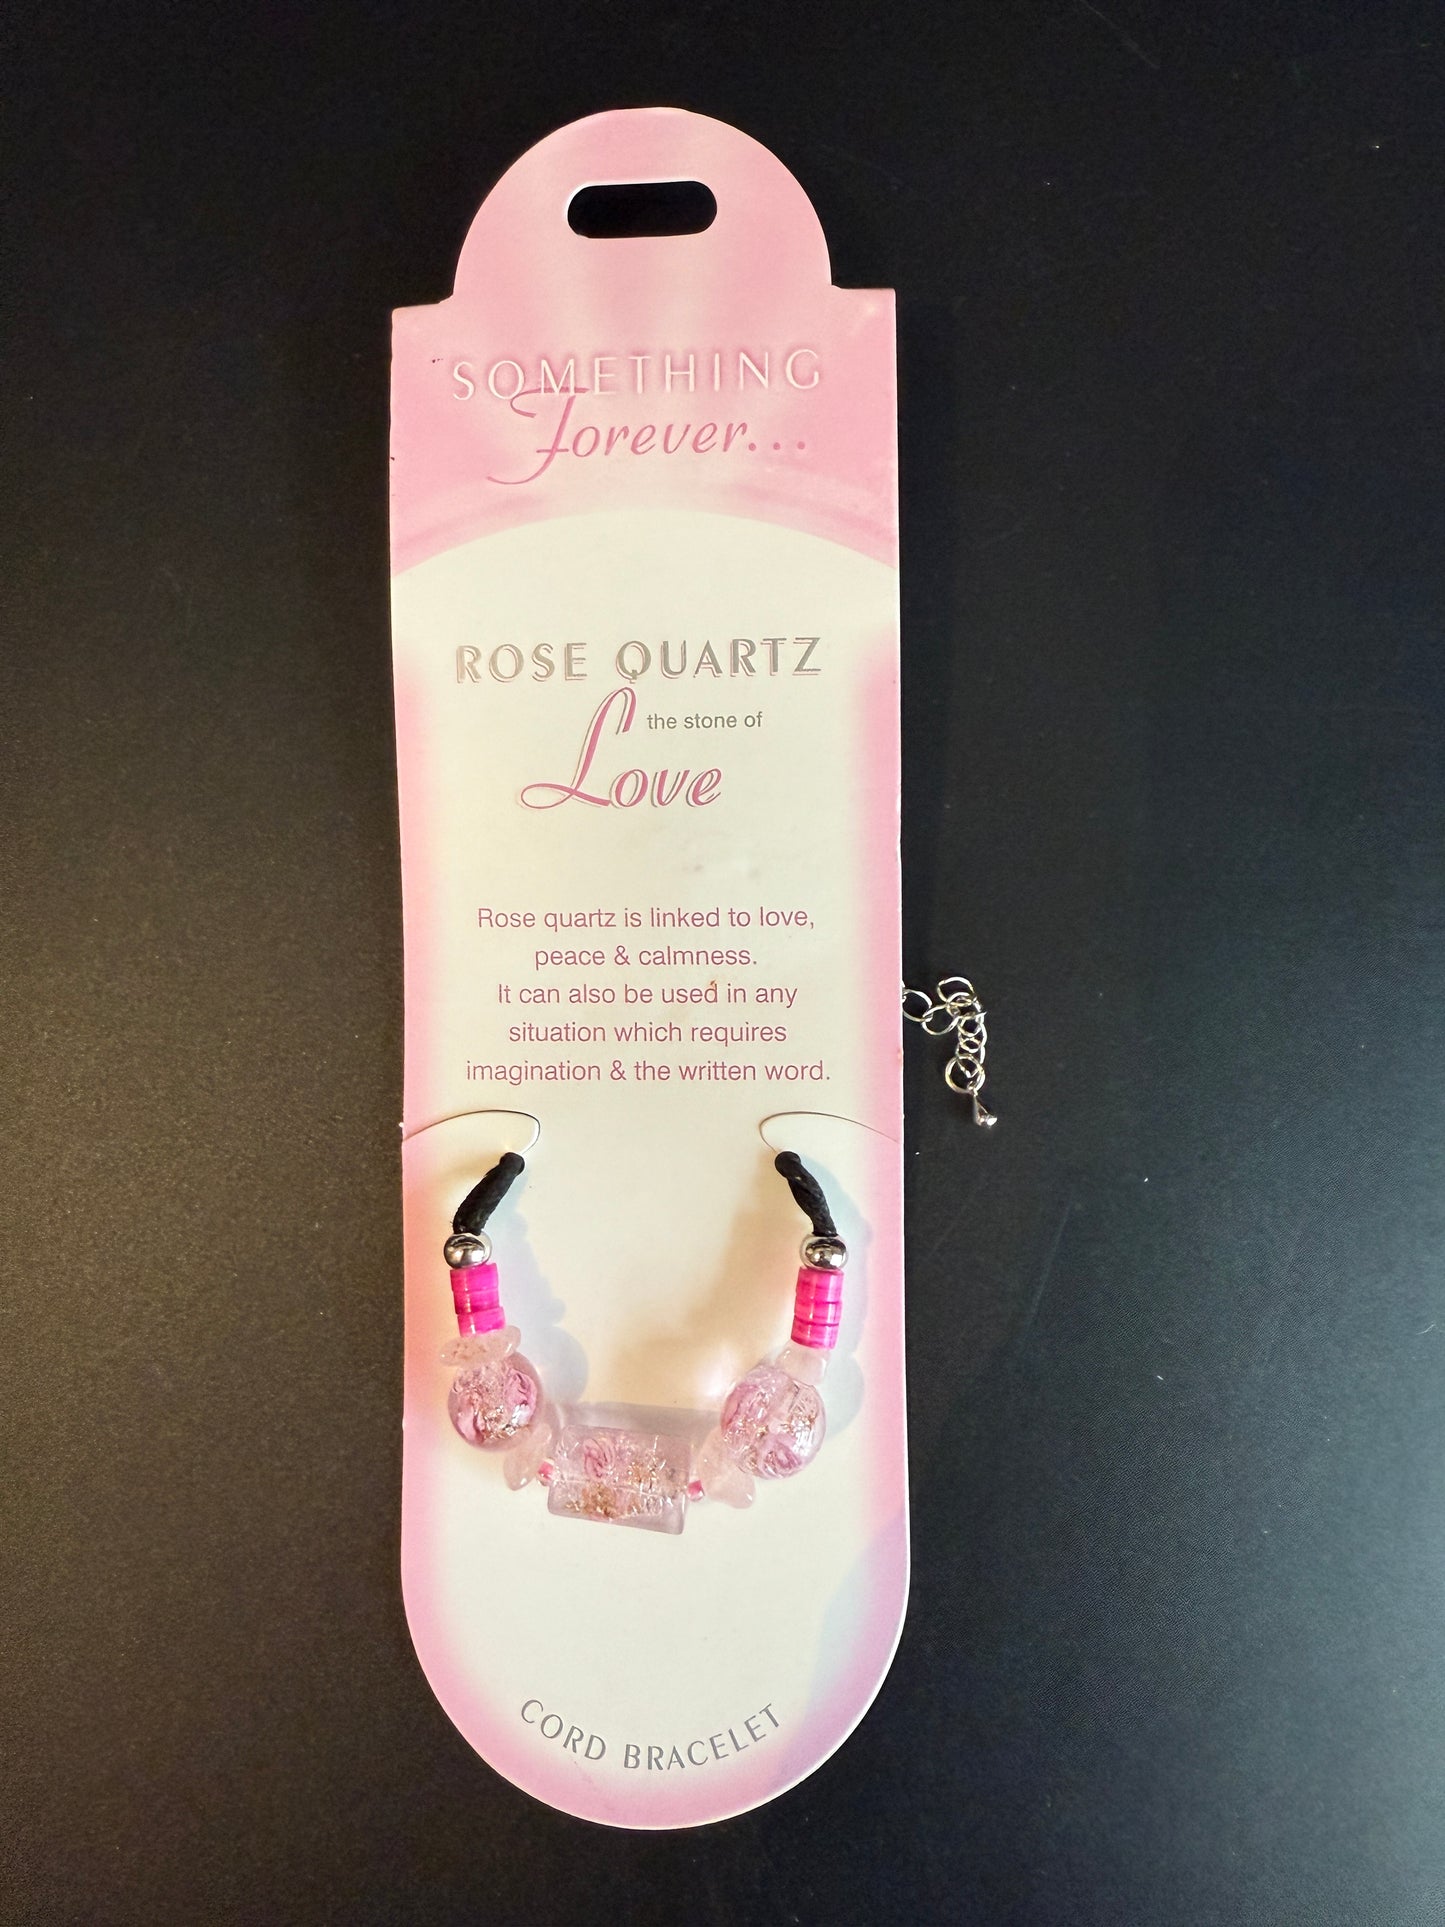 SOMETHING
Forever...
ROSE QUARTZ
the stone of
Love
Rose quartz is linked to love,
peace & calmness.
It can also be used in any
situation which requires
imagination & the written word.
CORD BRACELET